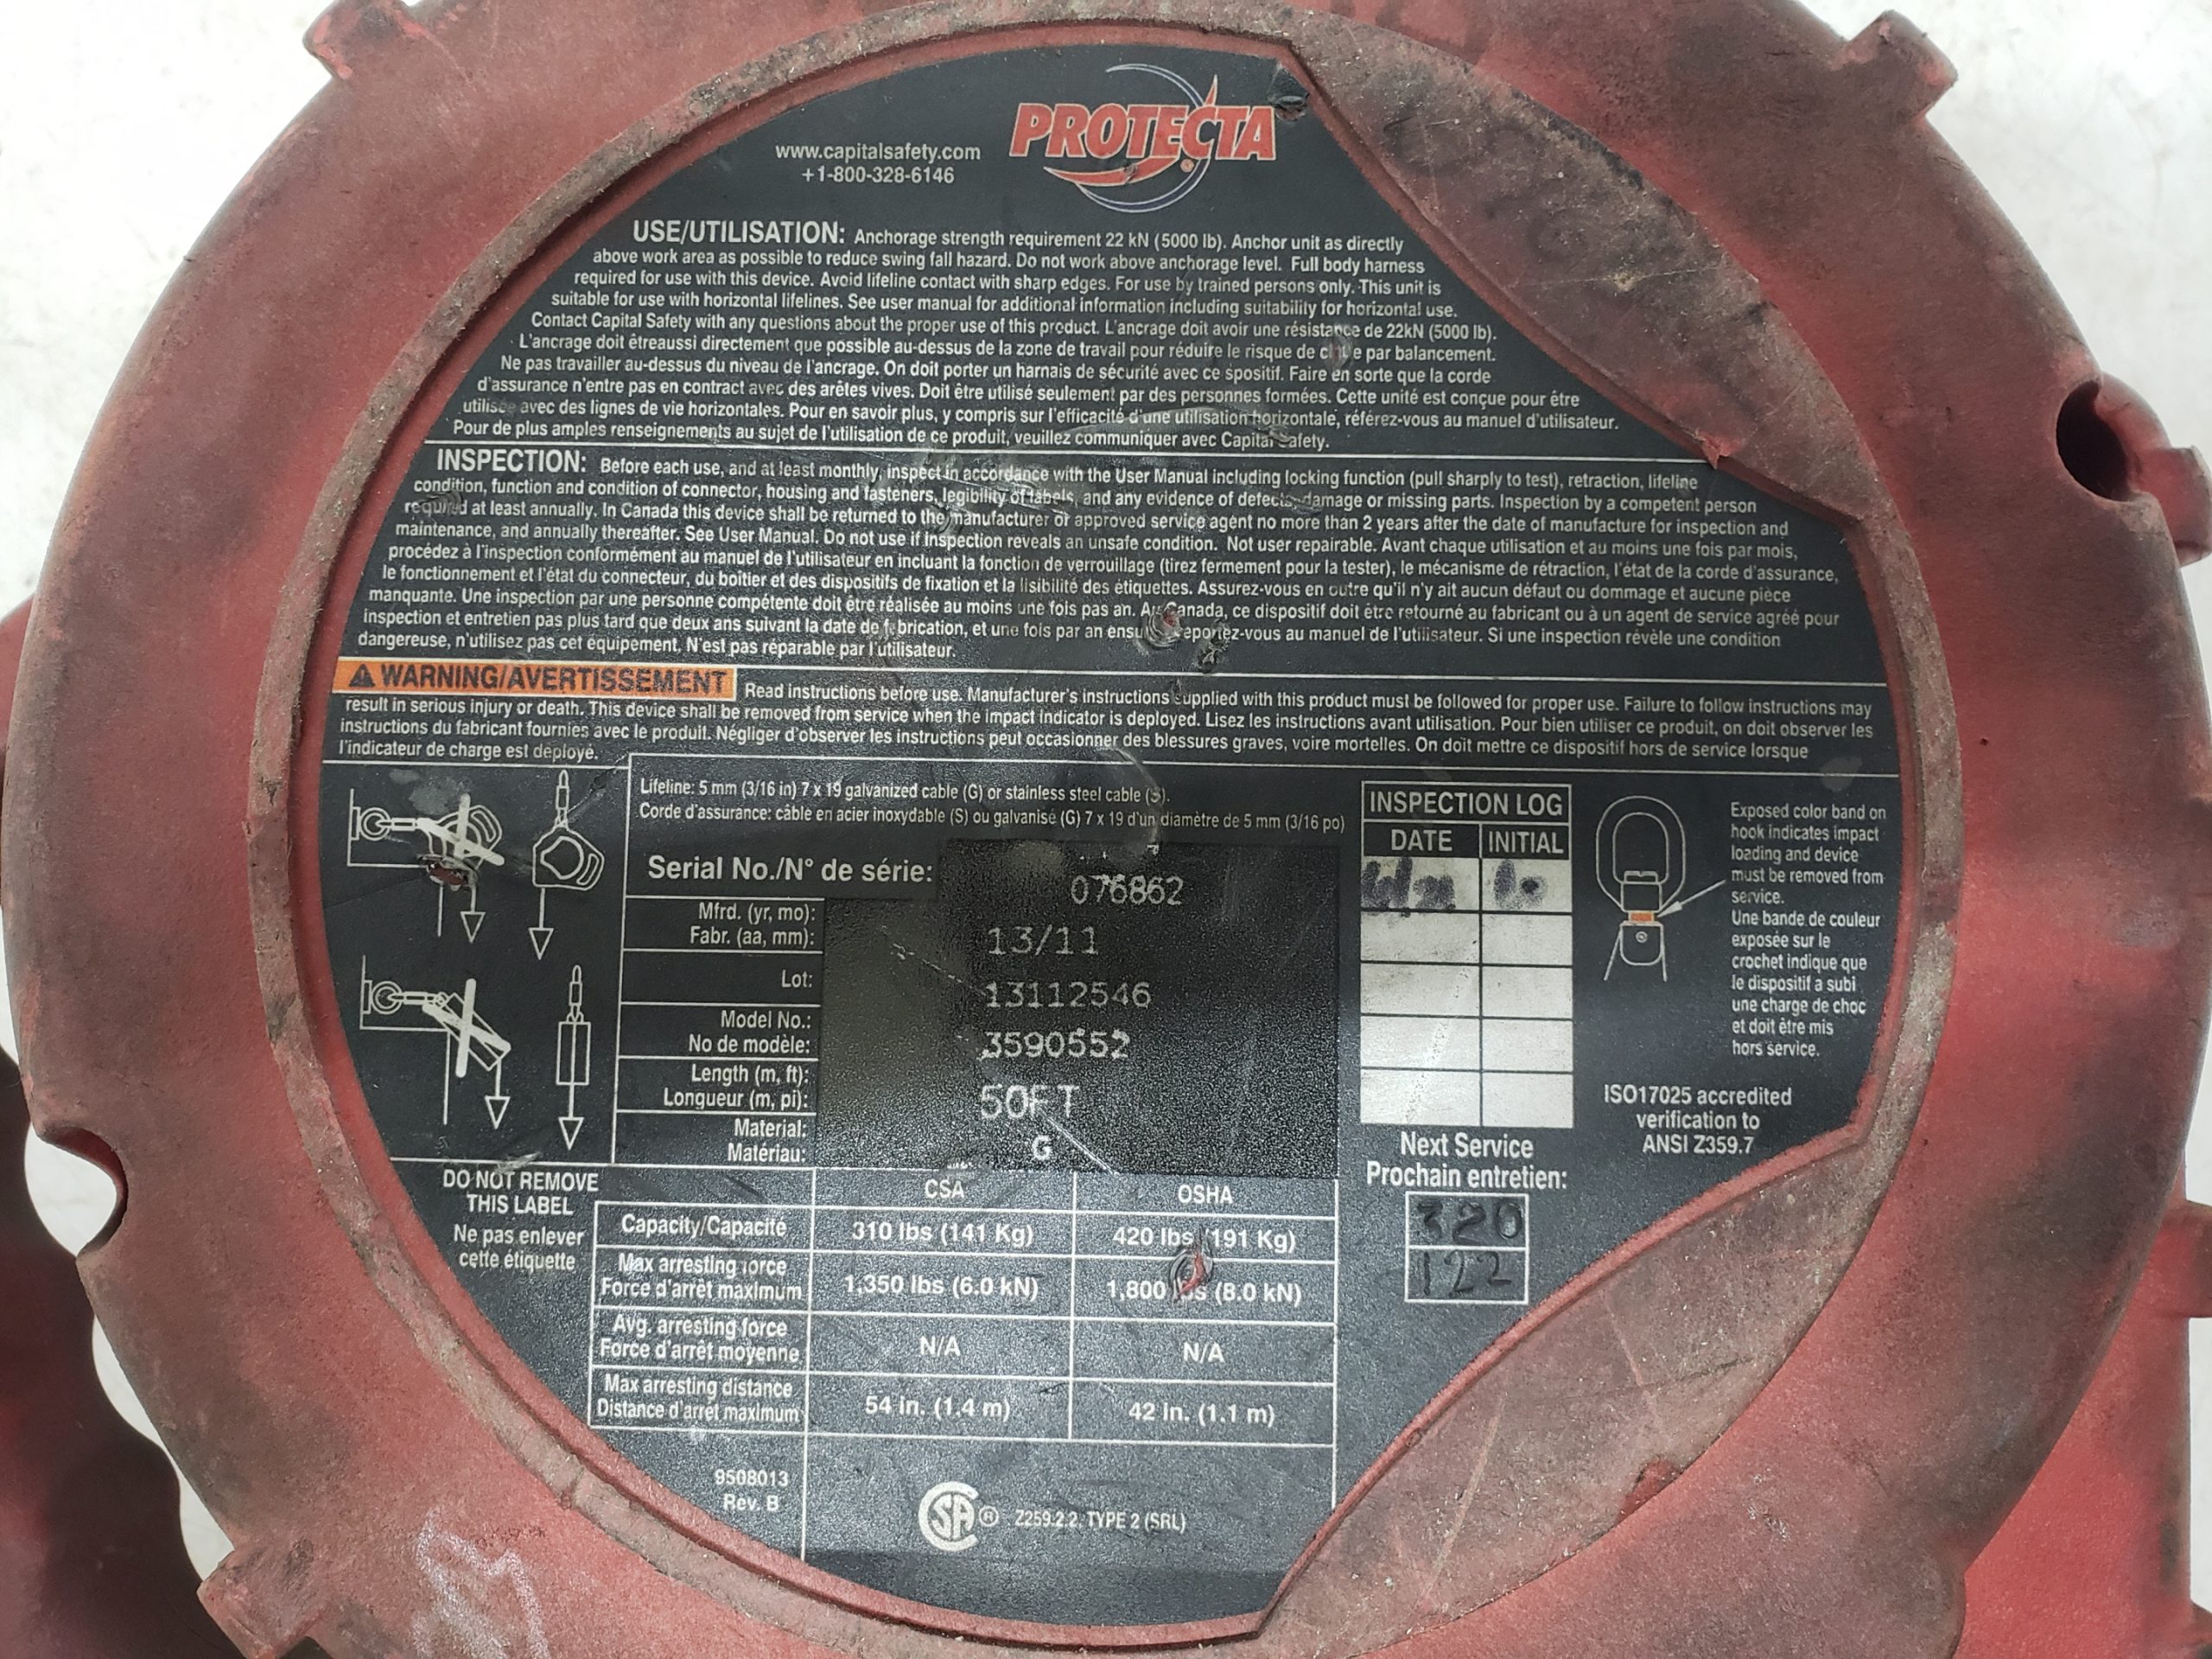 PROTECTA
www.capitalsafety.com
+1-800-328-6146
USE/UTILISATION: Anchorage strength requirement 22 kN (5000 lb). Anchor unit as directly
above work area as possible to reduce swing fall hazard. Do not work above anchorage level. Full body harness
required for use with this device. Avoid lifeline contact with sharp edges. For use by trained persons only. This unit is
suitable for use with horizontal lifelines. See user manual for additional information including suitability for horizontal use.
Contact Capital Safety with any questions about the proper use of this product. L'ancrage doit avoir une résistance de 22kN (5000 lb).
L'ancrage doit êtreaussi directement que possible au-dessus de la zone de travail pour réduire le risque de par balancement.
Ne pas travailler au-dessus du niveau de l'ancrage. On doit porter un harnais de sécurité avec ce spositif. Faire en sorte que la corde
d'assurance n'entre pas en contract avec des arêtes vives. Doit être utilisé seulement par des personnes formées. Cette unité est conçue pour être
utilisée avec des lignes de vie horizontales. Pour en savoir plus, y compris sur l'efficacité d'une utilisation horizontale, référez-vous au manuel d'utilisateur.
Pour de plus amples renseignements au sujet de l'utilisation de ce produit, veuillez communiquer avec Capital Safety.
INSPECTION: Before each use, and at least monthly, inspect in accordance with the User Manual including locking function (pull sharply to test), retraction, lifeline
condition, function and condition of connector, housing and fasteners, legibility of labels, and any evidence of defects, damage or missing parts. Inspection by a competent person
required at least annually. In Canada this device shall be returned to the manufacturer or approved service agent no more than 2 years after the date of manufacture for inspection and
maintenance, and annually thereafter. See User Manual. Do not use if inspection reveals an unsafe condition. Not user repairable. Avant chaque utilisation et au moins une fois par mois,
procédez à l'inspection conformément au manuel de l'utilisateur en incluant la fonction de verrouillage (tirez fermement pour la tester), le mécanisme de rétraction, l'état de la corde d'assurance,
le fonctionnement et l'état du connecteur, du boitier et des dispositifs de fixation et la lisibilité des étiquettes. Assurez-vous en outre qu'il n'y ait aucun défaut ou dommage et aucune pièce
manquante. Une inspection par une personne compétente doit être réalisée au moins une fois pas an. Au Canada, ce dispositif doit être retourné au fabricant ou à un agent de service agréé pour
inspection et entretien pas plus tard que deux ans suivant la date de fabrication, et une fois par an Reportez-vous au manuel de l'utilisateur. Si une inspection révèle une condition
dangereuse, n'utilisez pas cet équipement. N'est pas réparable par l'utilisateur.
WARNING/AVERTISSEMENT Read instructions before use. Manufacturer's instructions supplied with this product must be followed for proper use. Failure to follow instructions may
result in serious injury or death. This device shall be removed from service when the impact indicator is deployed. Lisez les instructions avant utilisation. Pour bien utiliser ce produit, on doit observer les
instructions du fabricant fournies avec le produit. Négliger d'observer les instructions peut occasionner des blessures graves, voire mortelles. On doit mettre ce dispositif hors de service lorsque
l'indicateur de charge est déployé.
Lifeline: 5 mm (3/16 in) 7 x 19 galvanized cable (G) or stainless steel cable (S).
Corde d'assurance: câble en acier inoxydable (S) ou galvanisé (G) 7 x 19 d'un diamètre de 5 mm (3/16 po)
Serial No./N° de série: 076862
Mfrd. (yr, mo):
Fabr. (aa, mm): 13/11
Lot: 13112546
Model No.:
No de modèle: 3590552
Length (m, ft):
Longueur (m, pi): 50FT
Material:
Matériau: G
INSPECTION LOG
DATE INITIAL
Exposed color band on
hook indicates impact
loading and device
must be removed from
service.
Une bande de couleur
exposée sur le
crochet indique que
le dispositif a subi
une charge de choc
et doit être mis
hors service.
ISO17025 accredited
verification to
ANSI Z359.7
Next Service
Prochain entretien:
320
122
DO NOT REMOVE
THIS LABEL
Ne pas enlever
cette étiquette
CSA OSHA
Capacity/Capacité 310 lbs (141 Kg) 420 lbs (191 Kg)
Max arresting force
Force d'arrêt maximum 1,350 lbs (6.0 kN) 1,800 lbs (8.0 kN)
Avg. arresting force
Force d'arrêt moyenne N/A N/A
Max arresting distance
Distance d'arrêt maximum 54 in. (1.4 m) 42 in. (1.1 m)
9508013
Rev. B
CSA ® Z259.2.2. TYPE 2 (SRL)